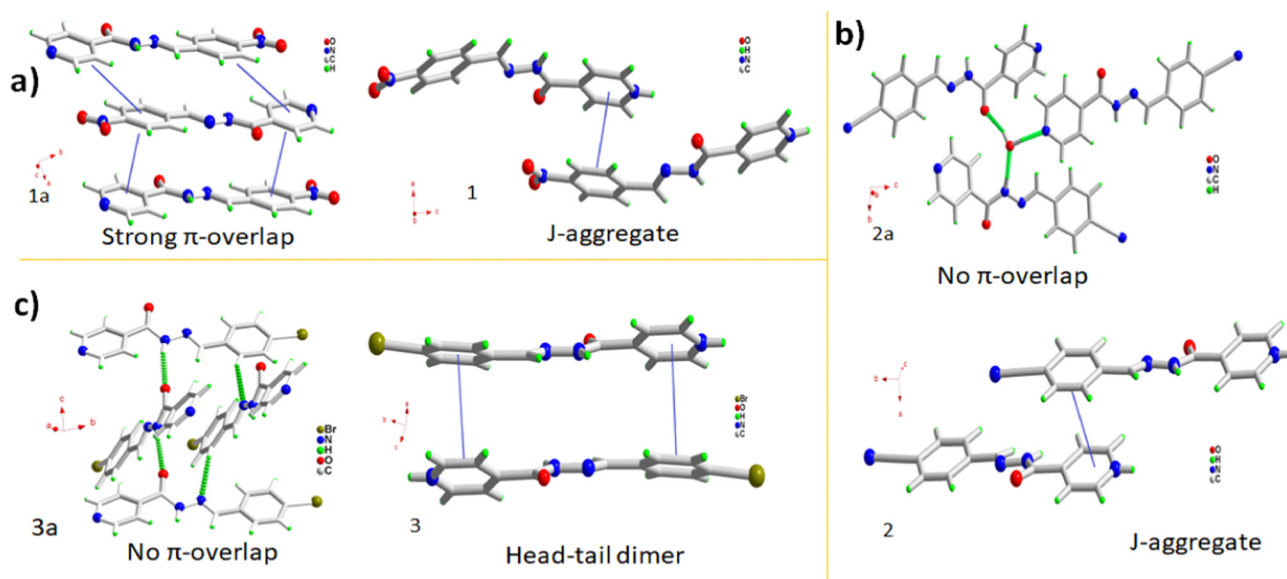 a)
O
N
C
H
b
c
a
1a
Strong π-overlap
O
H
N
C
a
b
c
1
J-aggregate
b)
O
N
C
H
a
c
b
2a
No π-overlap
c)
c
a
b
Br
N
H
O
C
3a
No π-overlap
Br
O
H
N
C
a
b
c
3
Head-tail dimer
c
b
a
O
H
N
C
2
J-aggregate